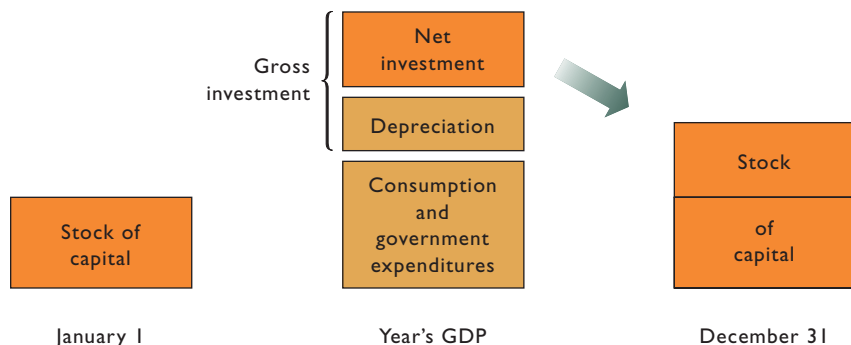 Net
investment
Gross
investment
Depreciation
Consumption
and
government
expenditures
Stock of
capital
Stock
of
capital
January 1
Year's GDP
December 31